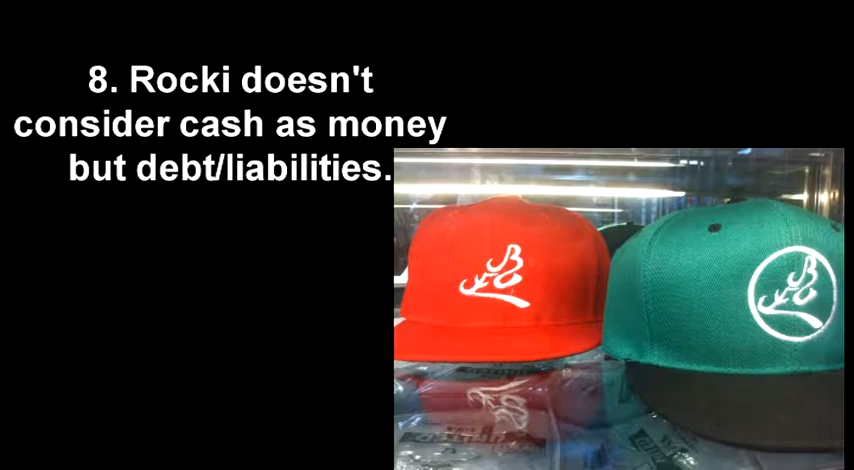 8. Rocki doesn't
consider cash as money
but debt/liabilities.